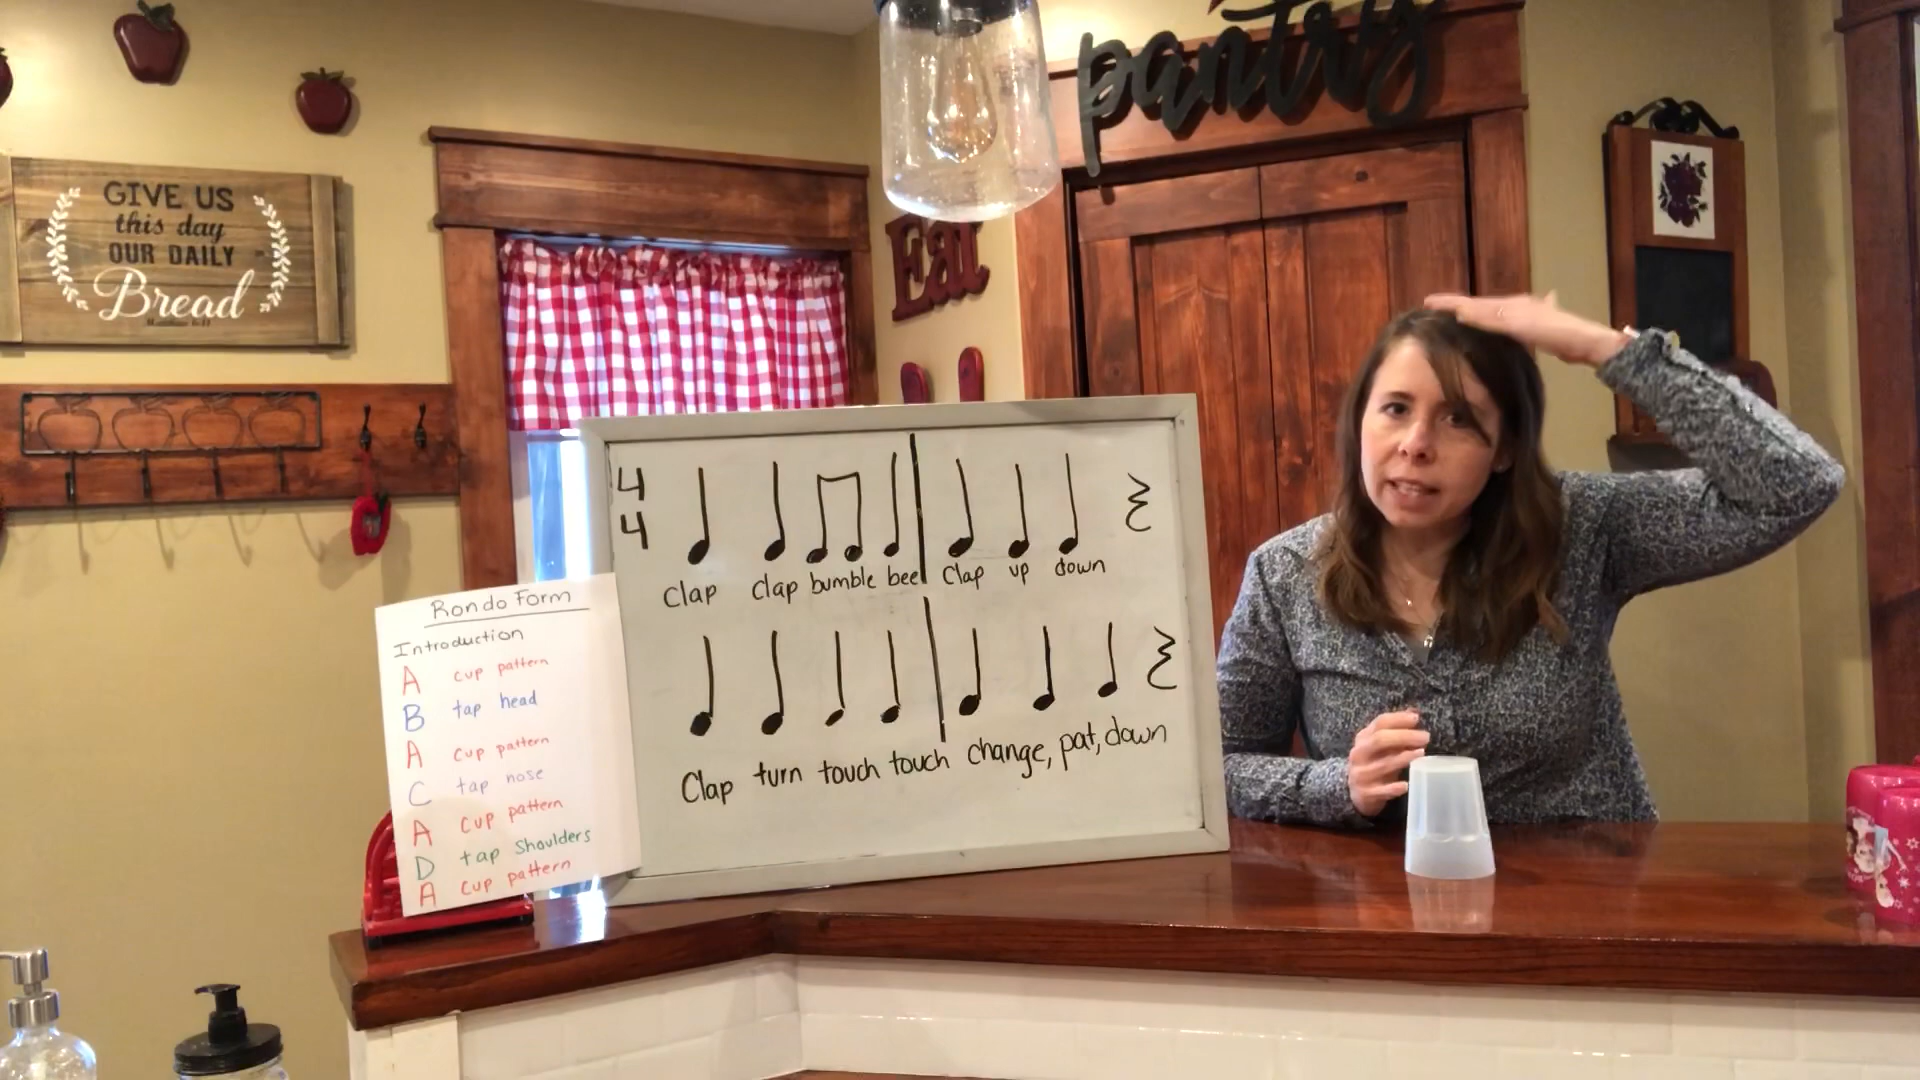 pantry
GIVE US
this day
OUR DAILY
Bread
Eat
4
4
Clap clap bumble bee Clap up down
Clap turn touch touch change, pat, down
Rondo Form
Introduction
A cup pattern
B tap head
A cup pattern
C tap nose
A cup pattern
D tap shoulders
A cup pattern